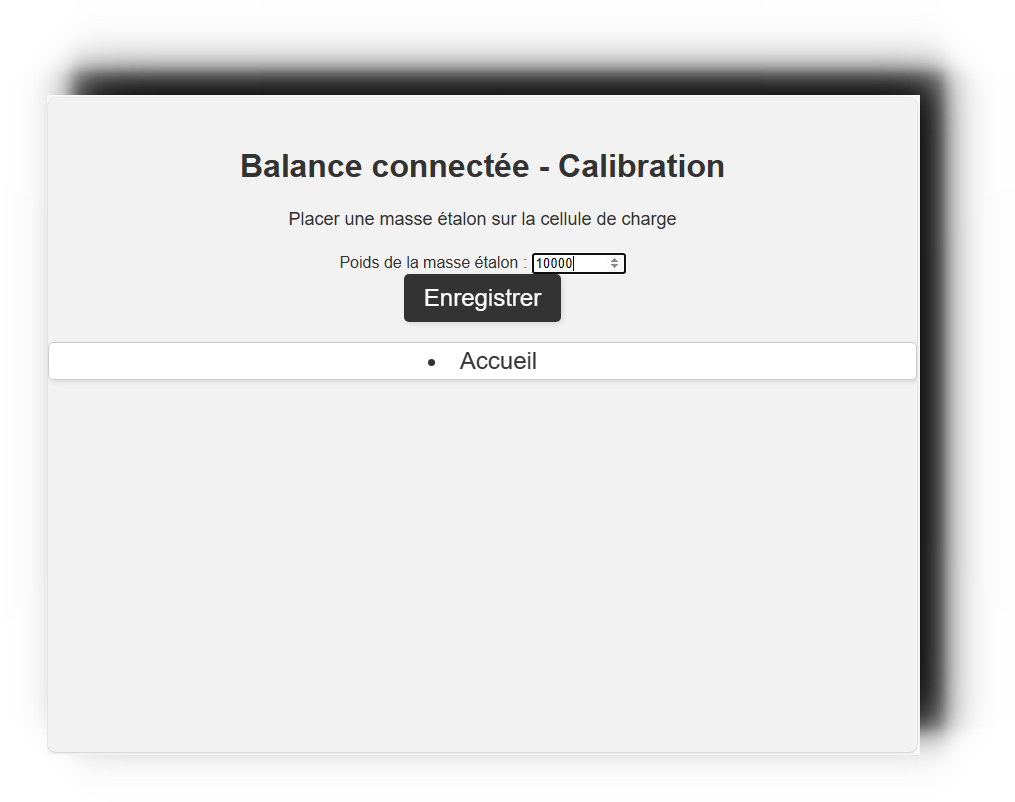 Balance connectée - Calibration
Placer une masse étalon sur la cellule de charge
Poids de la masse étalon : 10000
Enregistrer
• Accueil